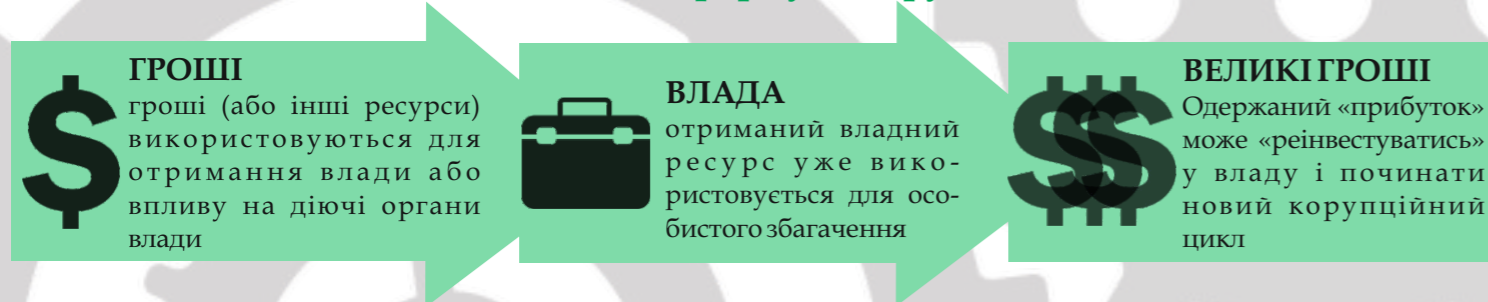 ГРОШІ
гроші (або інші ресурси)
використовуються для
отримання влади або
впливу на діючі органи
влади
ВЛАДА
отриманий владний
ресурс уже вико-
ристовується для осо-
бистого збагачення
ВЕЛИКІ ГРОШІ
Одержаний «прибуток»
може «реінвестуватись»
у владу і починати
новий корупційний
цикл